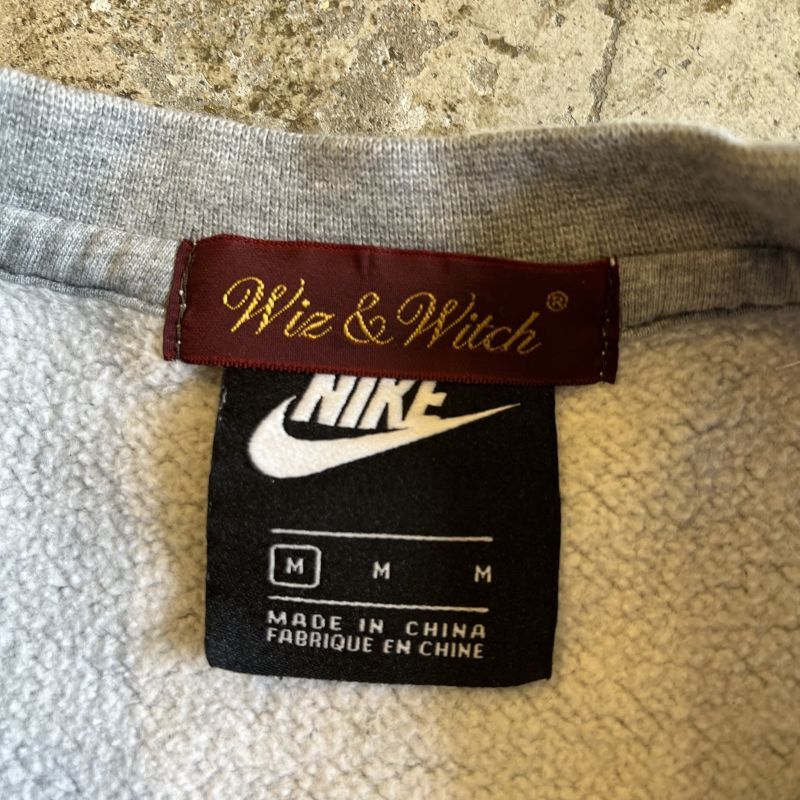 Wiz & Witch ®
NIKE
M M M
MADE IN CHINA
FABRIQUE EN CHINE